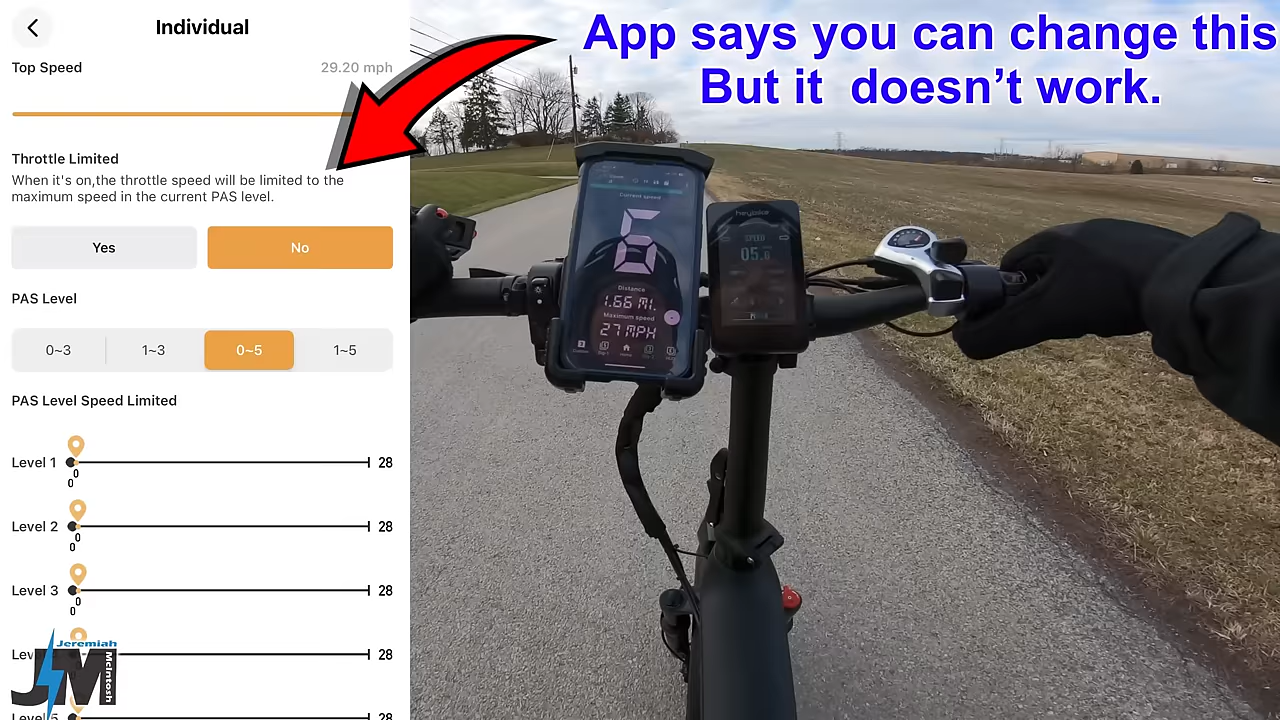 Individual
Top Speed 29.20 mph
Throttle Limited
When it's on,the throttle speed will be limited to the
maximum speed in the current PAS level.
Yes No
PAS Level
0~3 1~3 0~5 1~5
PAS Level Speed Limited
Level 1 28
0
0
Level 2 28
0
0
Level 3 28
0
0
28
28
Jeremiah
McIntosh
JM
App says you can change this
But it doesn't work.
Current speed
6
Distance
1.66 MI.
Maximum speed
27 MPH
heybike
SPEED
05.6